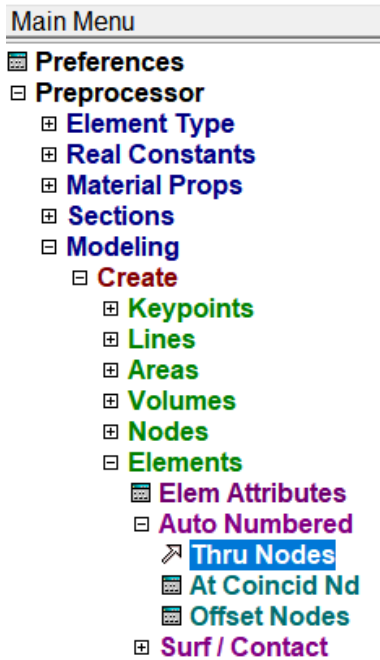 Main Menu
Preferences
Preprocessor
Element Type
Real Constants
Material Props
Sections
Modeling
Create
Keypoints
Lines
Areas
Volumes
Nodes
Elements
Elem Attributes
Auto Numbered
Thru Nodes
At Coincid Nd
Offset Nodes
Surf / Contact